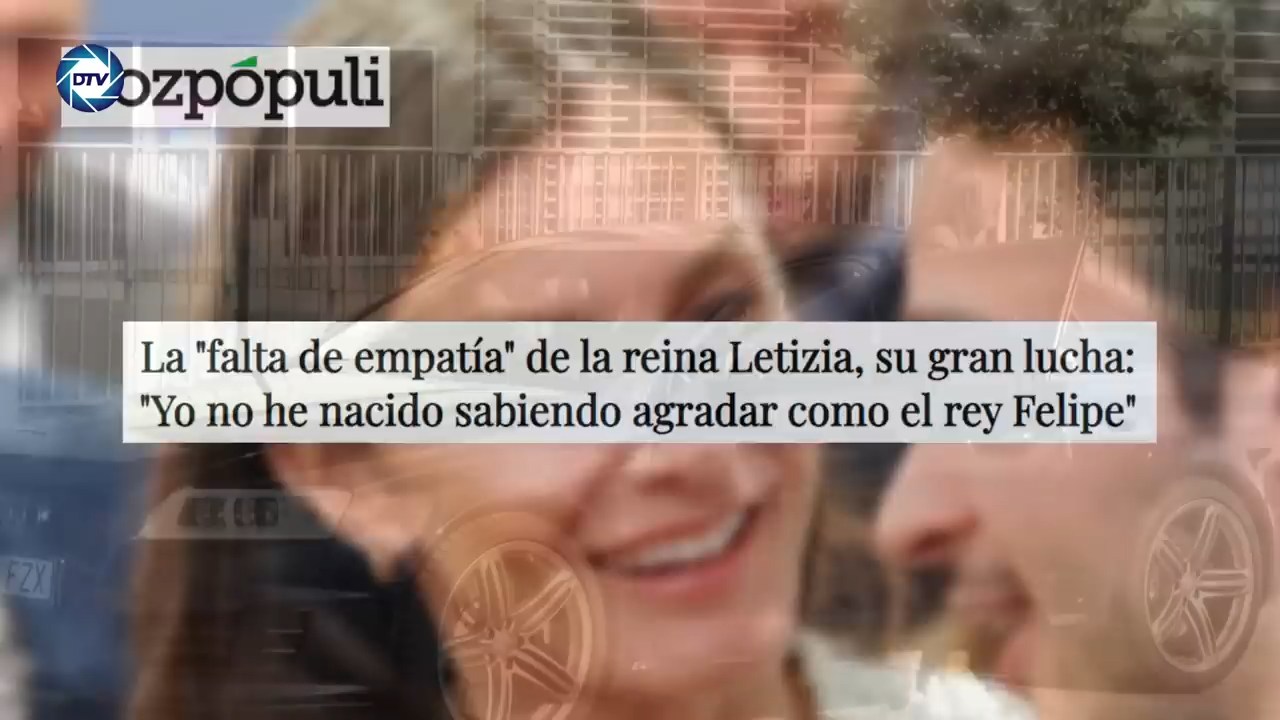 DTV
ozpópuli
La "falta de empatía" de la reina Letizia, su gran lucha:
"Yo no he nacido sabiendo agradar como el rey Felipe"
FZX